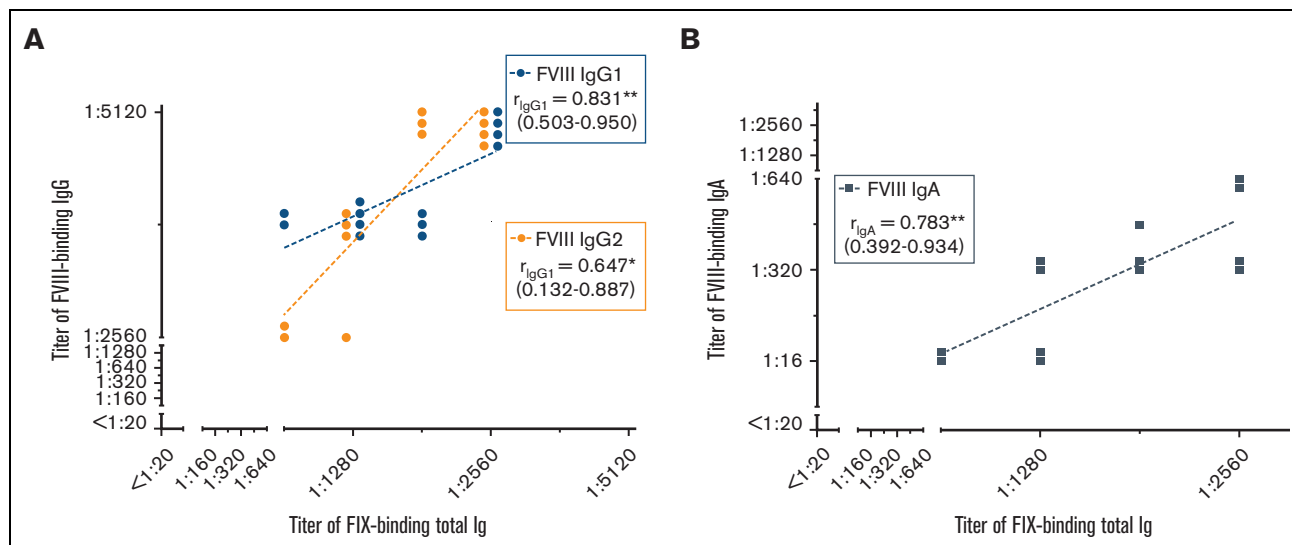 A
Titer of FVIII-binding IgG
1:5120
1:2560
1:1280
1:640
1:320
1:160
<1:20
FVIII IgG1
rIgG1 = 0.831**
(0.503-0.950)
FVIII IgG2
rIgG1 = 0.647*
(0.132-0.887)
<1:20
1:160
1:320
1:640
1:1280
1:2560
1:5120
Titer of FIX-binding total Ig
B
Titer of FVIII-binding IgA
1:2560
1:1280
1:640
1:320
1:16
<1:20
FVIII IgA
rIgA = 0.783**
(0.392-0.934)
<1:20
1:160
1:320
1:640
1:1280
1:2560
Titer of FIX-binding total Ig